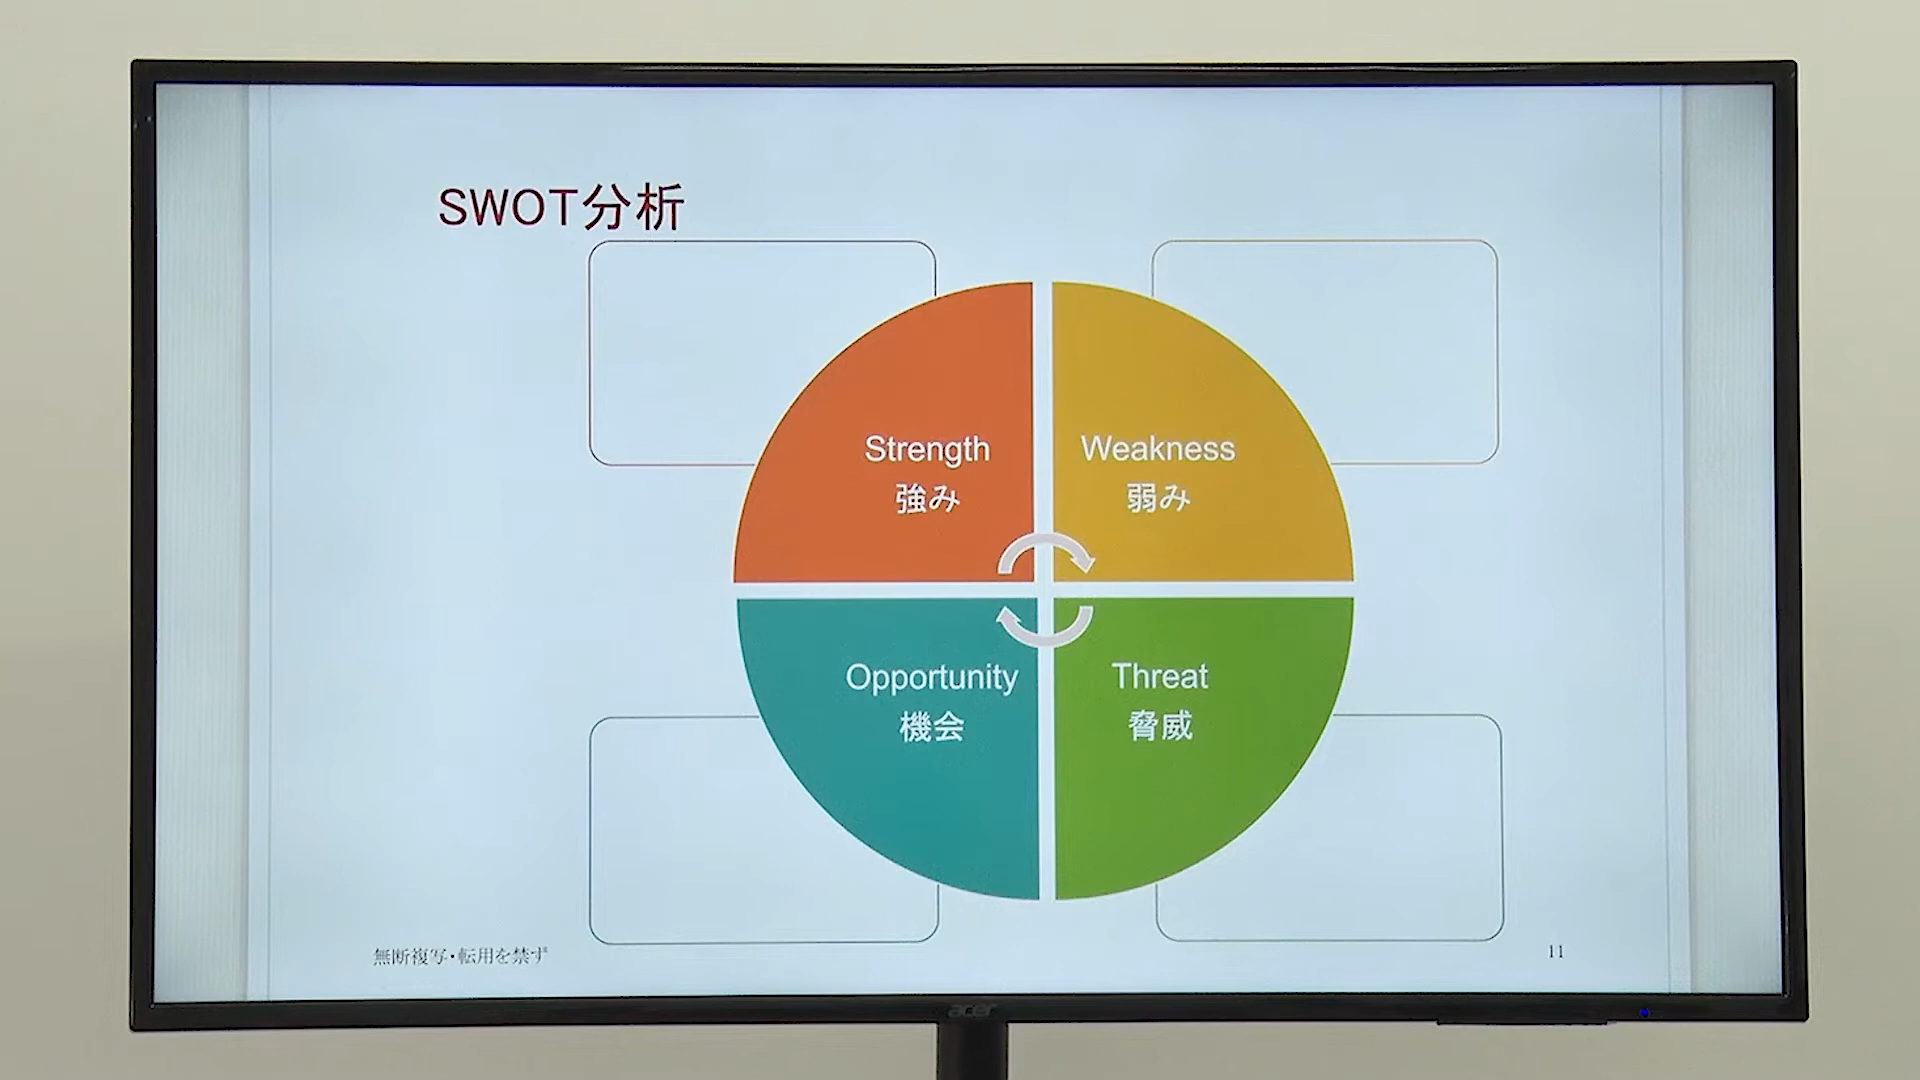 SWOT分析
Strength
強み
Weakness
弱み
Opportunity
機会
Threat
脅威
無断複写・転用を禁ず
11
acer